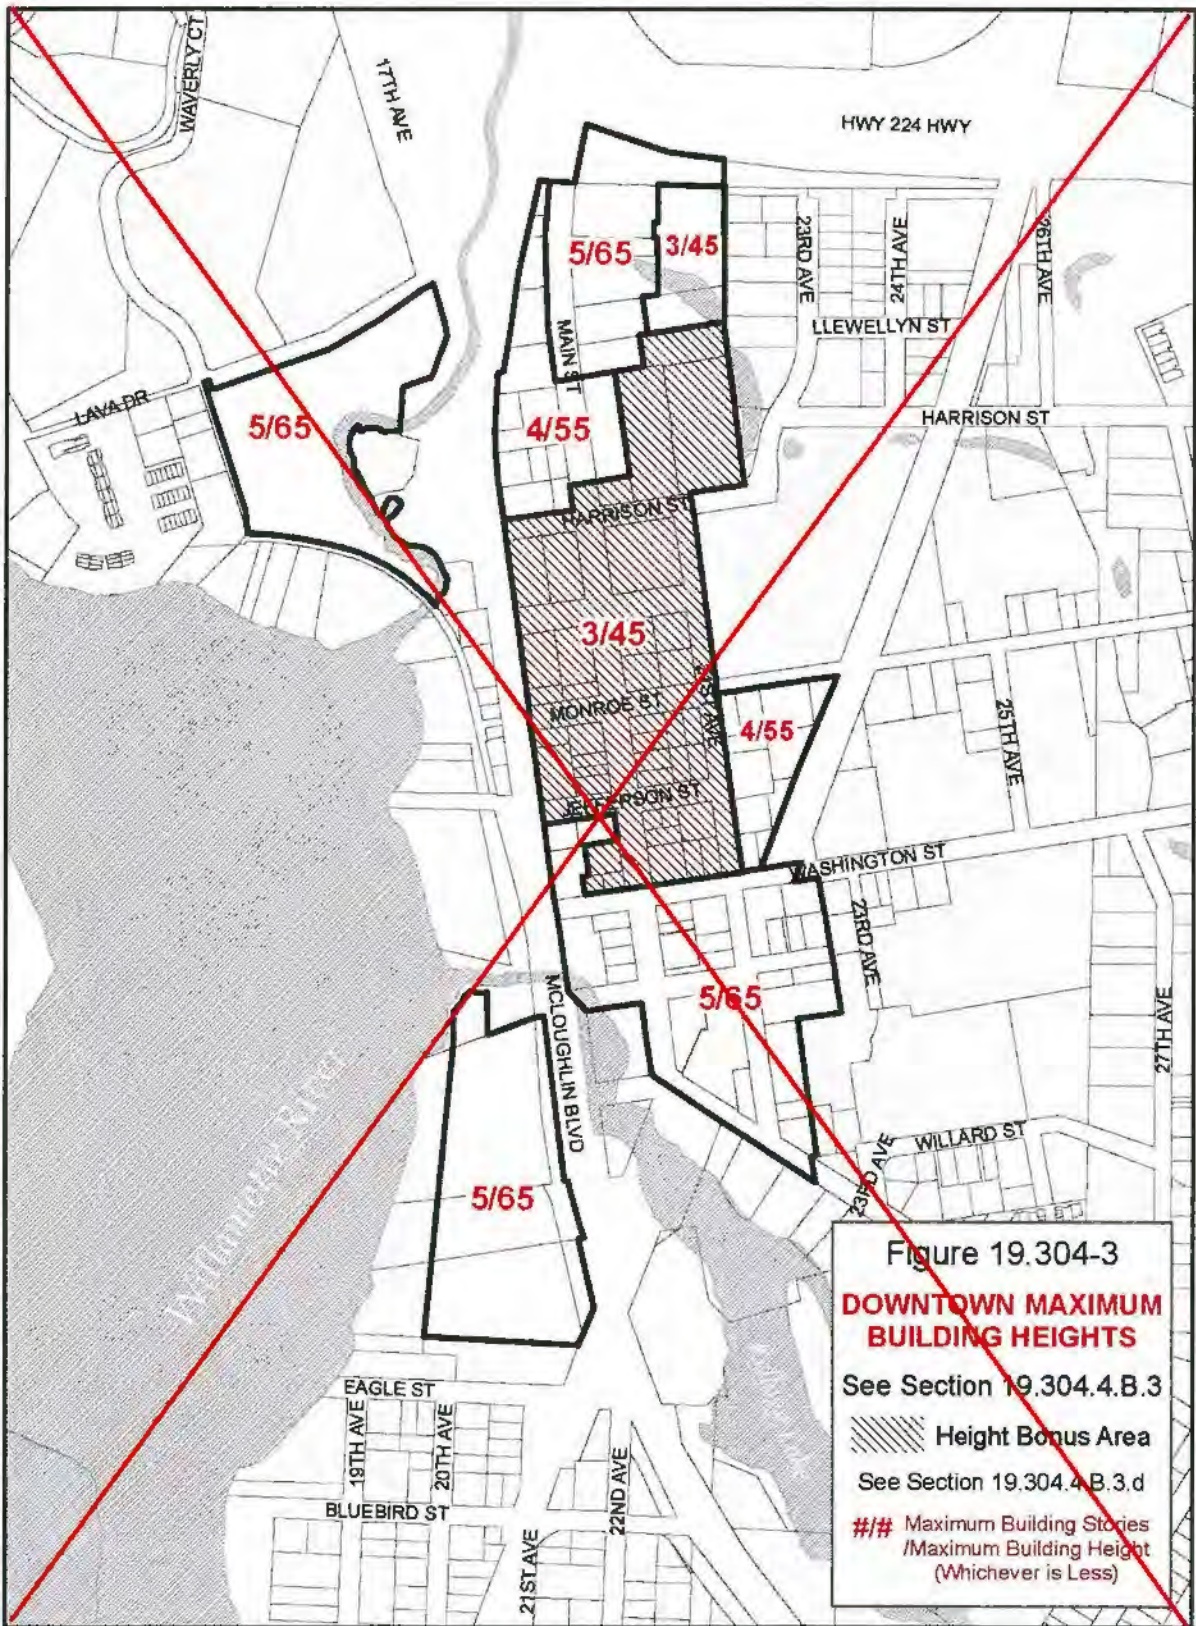 WAVERLY CT
17TH AVE
HWY 224 HWY
5/65
3/45
23RD AVE
24TH AVE
26TH AVE
MAIN ST
LLEWELLYN ST
LAVA DR
5/65
4/55
HARRISON ST
HARRISON ST
3/45
MONROE ST
21ST AVE
4/55
25TH AVE
JEFFERSON ST
WASHINGTON ST
23RD AVE
5/65
MCLOUGHLIN BLVD
27TH AVE
Willamette River
WILLARD ST
23RD AVE
5/65
EAGLE ST
19TH AVE
20TH AVE
BLUEBIRD ST
21ST AVE
22ND AVE
Figure 19.304-3
DOWNTOWN MAXIMUM
BUILDING HEIGHTS
See Section 19.304.4.B.3
Height Bonus Area
See Section 19.304.4.B.3.d
#/# Maximum Building Stories
/Maximum Building Height
(Whichever is Less)